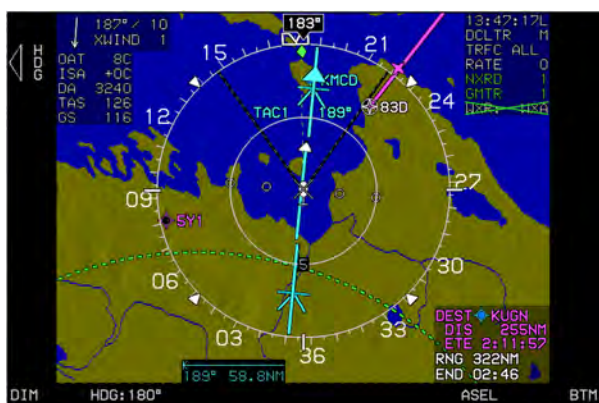 187° / 10
XWIND 1
OAT 8C
ISA +0C
DA 3240
TAS 126
GS 116
HDG
183°
13:47:17L
DCLTR M
TRFC ALL
RATE 0
NXRD 1
GMTR 1
15
21
24
27
30
33
36
03
06
09
KMCD
TAC1 189°
83D
5Y1
5
DEST KUGN
DIS 255NM
ETE 2:11:57
RNG 322NM
END 02:46
189° 58.8NM
DIM HDG:180° ASEL BTM